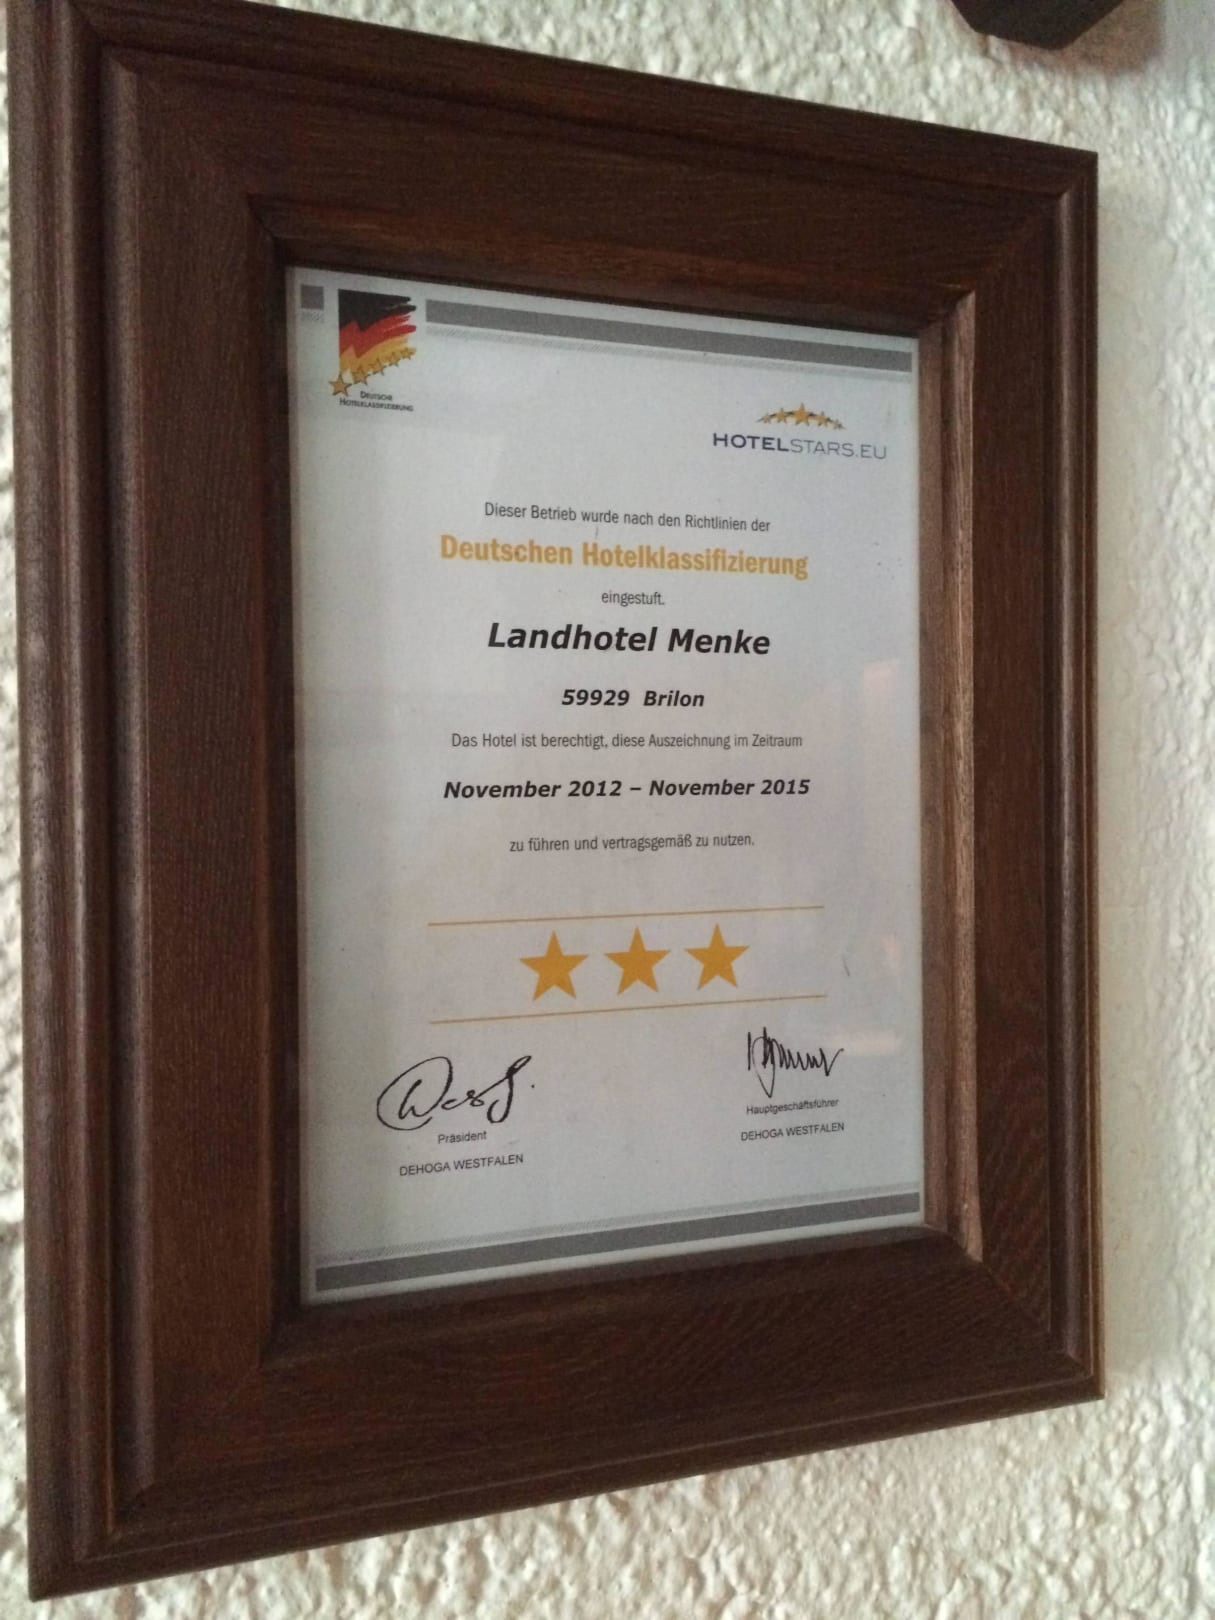 DEUTSCHE
HOTELKLASSIFIZIERUNG
HOTELSTARS.EU
Dieser Betrieb wurde nach den Richtlinien der
Deutschen Hotelklassifizierung
eingestuft.
Landhotel Menke
59929 Brilon
Das Hotel ist berechtigt, diese Auszeichnung im Zeitraum
November 2012 – November 2015
zu führen und vertragsgemäß zu nutzen.
Präsident
DEHOGA WESTFALEN
Hauptgeschäftsführer
DEHOGA WESTFALEN